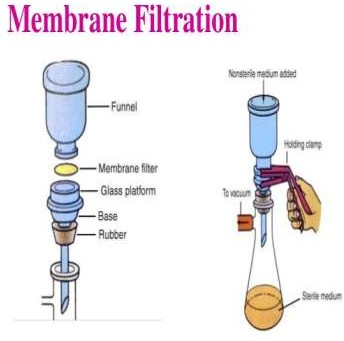 Membrane Filtration
Funnel
Membrane filter
Glass platform
Base
Rubber
Nonsterile medium added
Holding clamp
To vacuum
Sterile medium